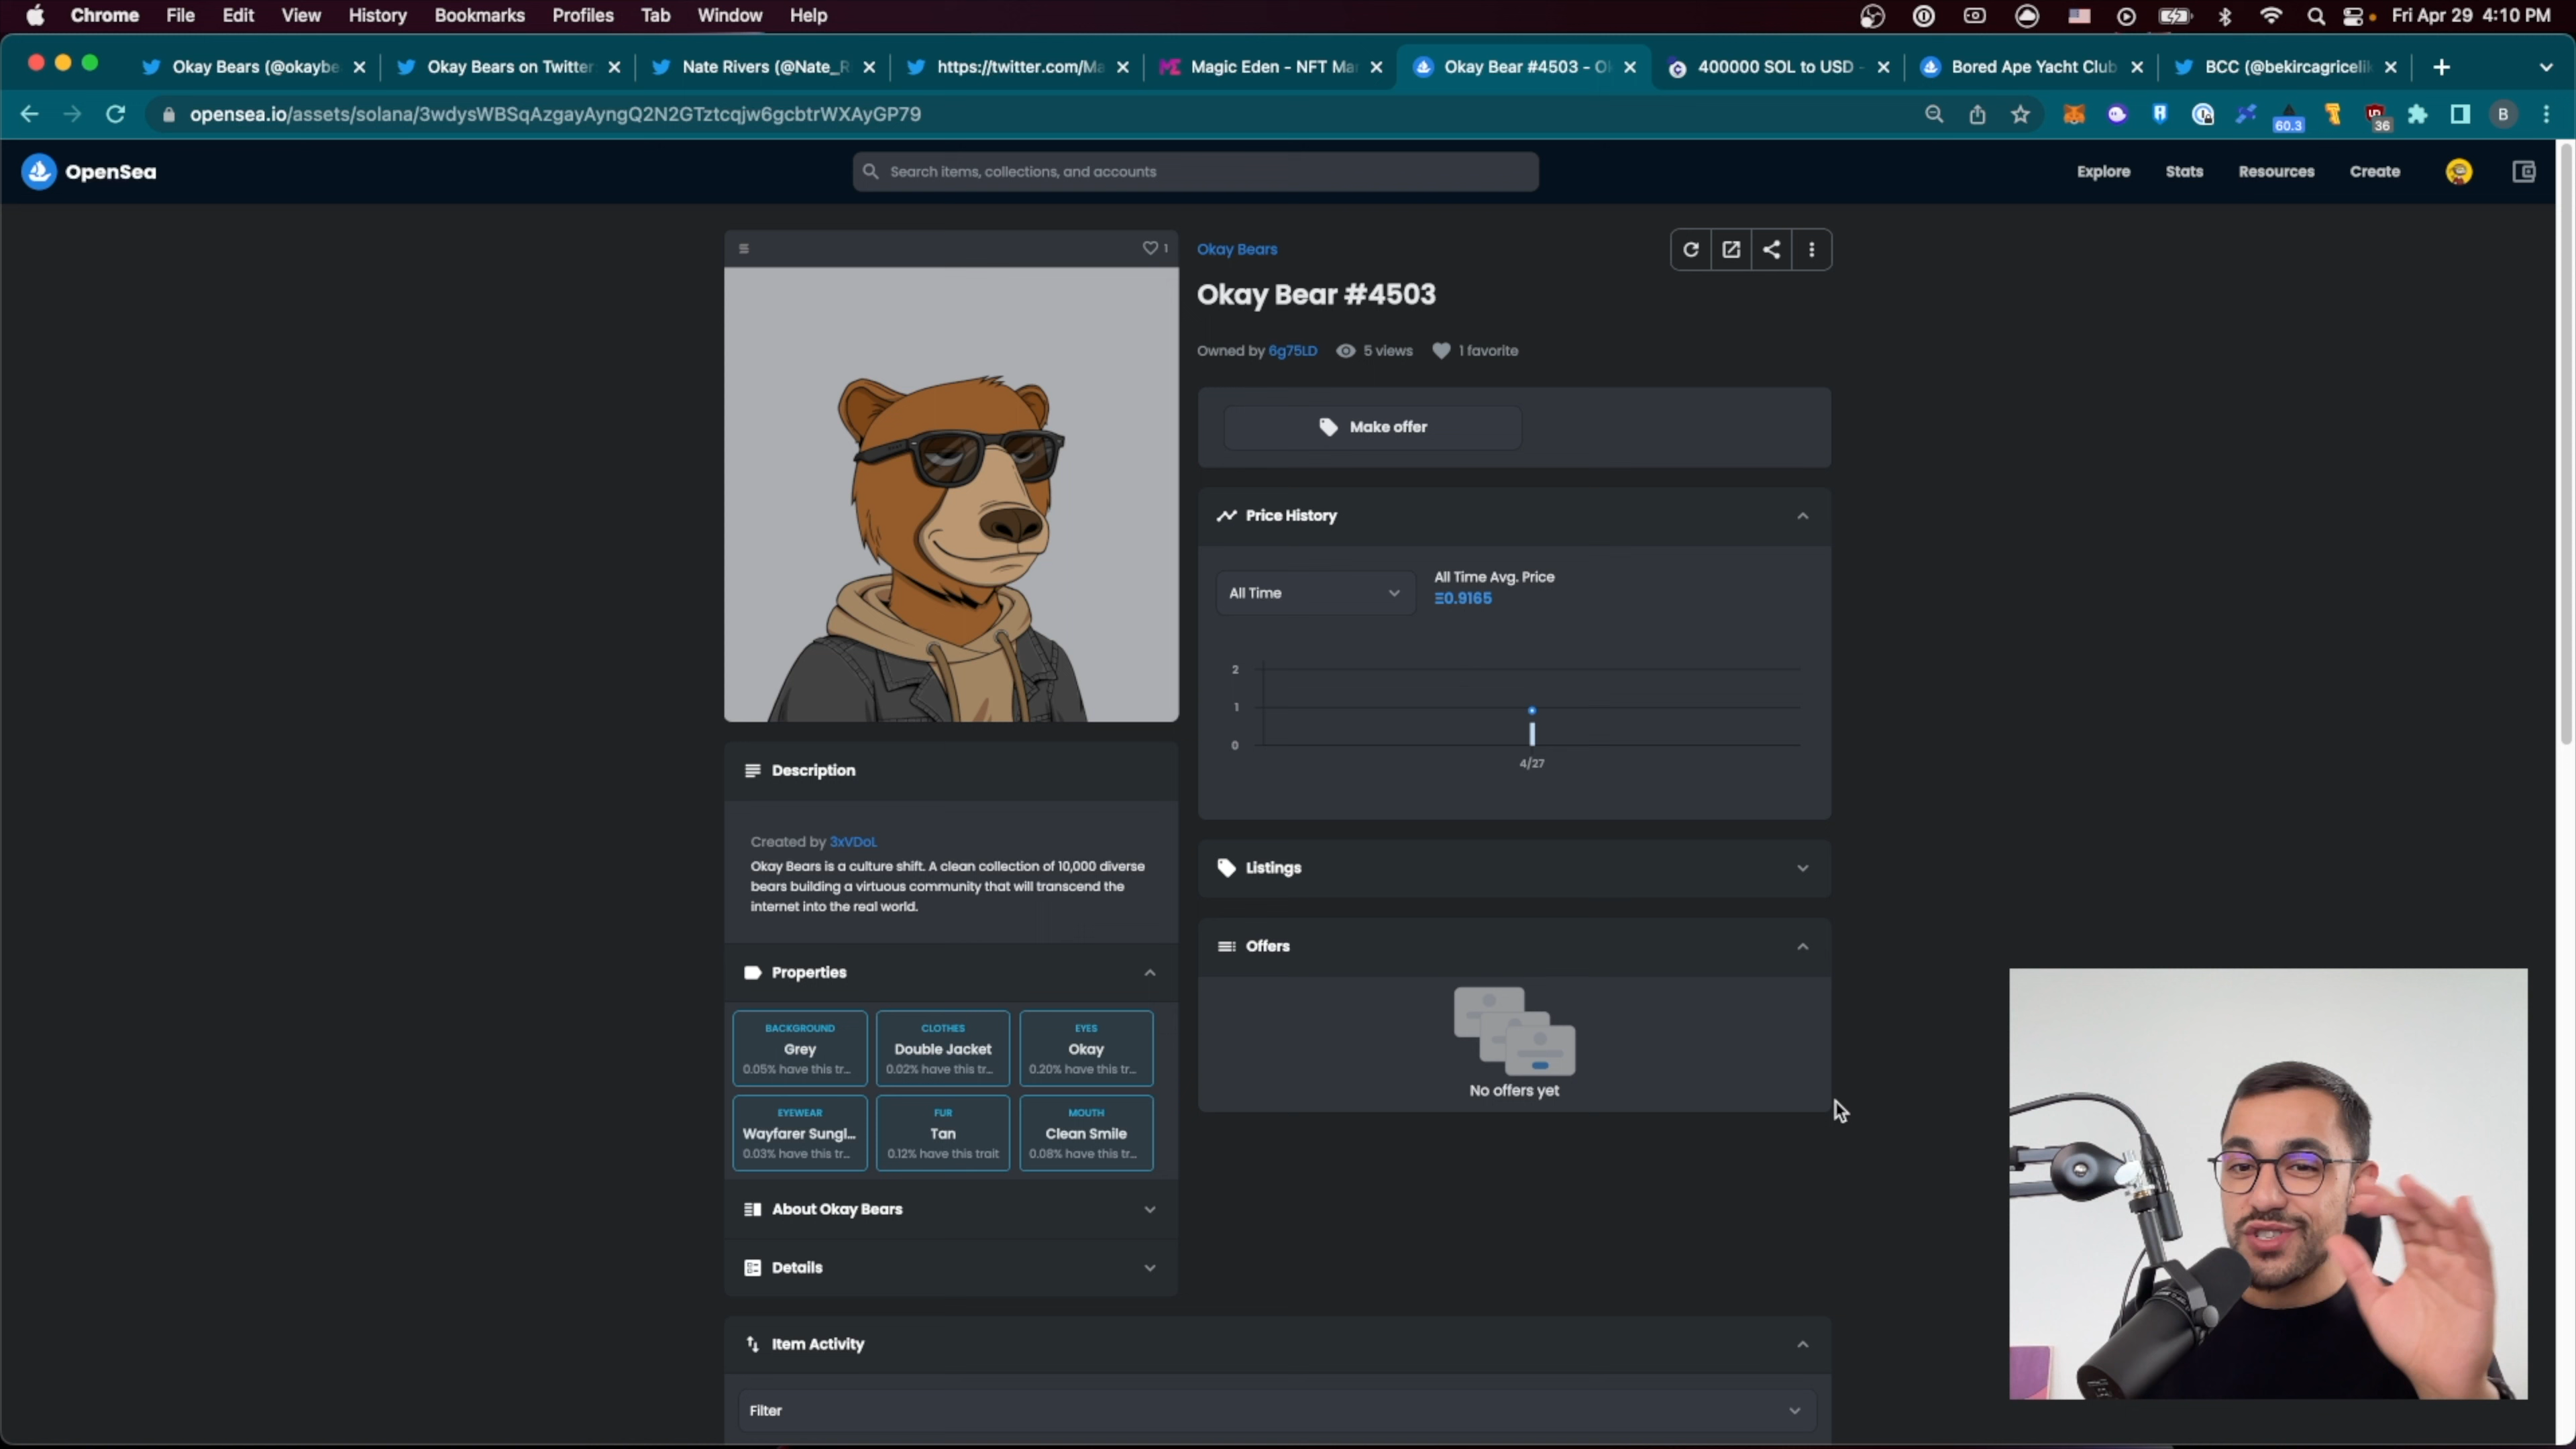 Chrome File Edit View History Bookmarks Profiles Tab Window Help
Fri Apr 29 4:10 PM
Okay Bears (@okaybe
Okay Bears on Twitter
Nate Rivers (@Nate_R
https://twitter.com/Ma
Magic Eden - NFT Mar
Okay Bear #4503 - O
400000 SOL to USD -
Bored Ape Yacht Club
BCC (@bekircagricelik
opensea.io/assets/solana/3wdysWBSqAzgayAyngQ2N2GTztcqjw6gcbtrWXAyGP79
60.3
36
B
OpenSea
Search items, collections, and accounts
Explore
Stats
Resources
Create
1
Okay Bears
Okay Bear #4503
Owned by 6g75LD
5 views
1 favorite
Make offer
Price History
All Time
All Time Avg. Price
Ξ0.9165
2
1
0
4/27
Listings
Offers
No offers yet
Description
Created by 3xVDoL
Okay Bears is a culture shift. A clean collection of 10,000 diverse
bears building a virtuous community that will transcend the
internet into the real world.
Properties
BACKGROUND
Grey
0.05% have this tr...
CLOTHES
Double Jacket
0.02% have this tr...
EYES
Okay
0.20% have this tr...
EYEWEAR
Wayfarer Sungl...
0.03% have this tr...
FUR
Tan
0.12% have this trait
MOUTH
Clean Smile
0.08% have this tr...
About Okay Bears
Details
Item Activity
Filter